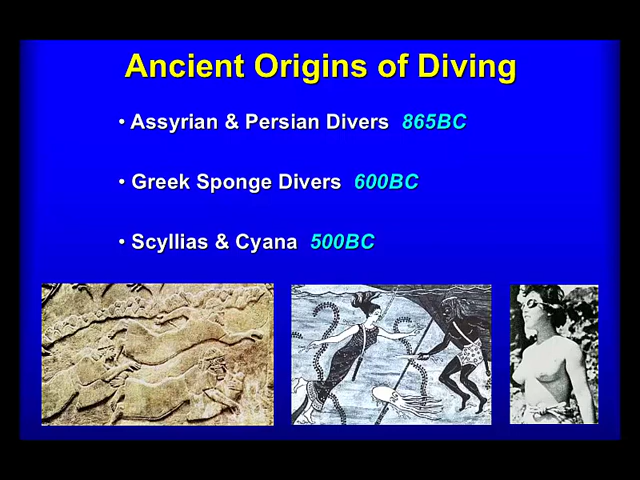 Ancient Origins of Diving
• Assyrian & Persian Divers 865BC
• Greek Sponge Divers 600BC
• Scyllias & Cyana 500BC